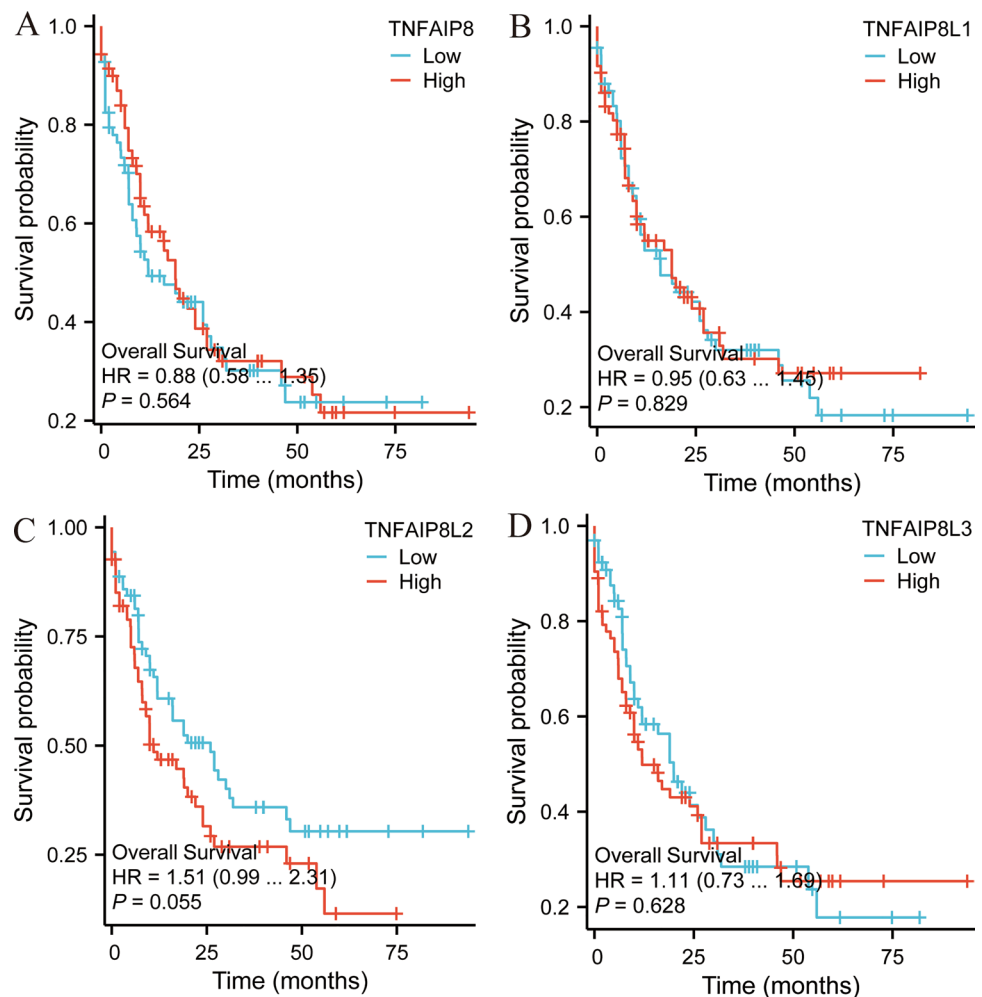 A
TNFAIP8
Low
High
1.0
0.8
0.6
0.4
0.2
Survival probability
Overall Survival
HR = 0.88 (0.58 ... 1.35)
P = 0.564
0 25 50 75
Time (months)
B
TNFAIP8L1
Low
High
1.0
0.8
0.6
0.4
0.2
Survival probability
Overall Survival
HR = 0.95 (0.63 ... 1.45)
P = 0.829
0 25 50 75
Time (months)
C
TNFAIP8L2
Low
High
1.00
0.75
0.50
0.25
Survival probability
Overall Survival
HR = 1.51 (0.99 ... 2.31)
P = 0.055
0 25 50 75
Time (months)
D
TNFAIP8L3
Low
High
1.0
0.8
0.6
0.4
0.2
Survival probability
Overall Survival
HR = 1.11 (0.73 ... 1.69)
P = 0.628
0 25 50 75
Time (months)